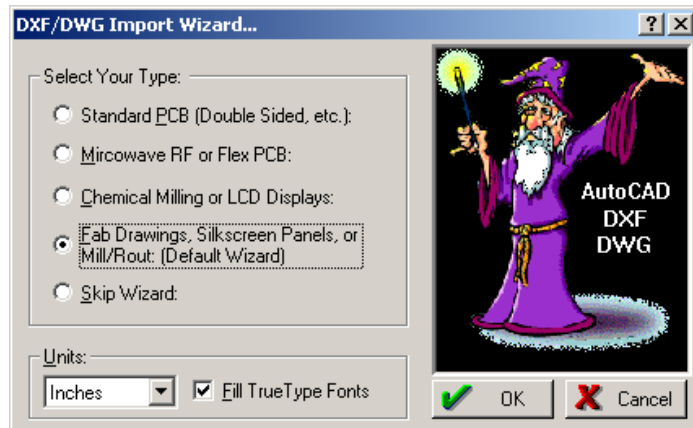 DXF/DWG Import Wizard...
Select Your Type:
Standard PCB (Double Sided, etc.):
Mircowave RF or Flex PCB:
Chemical Milling or LCD Displays:
Fab Drawings, Silkscreen Panels, or
Mill/Rout: (Default Wizard)
Skip Wizard:
AutoCAD
DXF
DWG
Units:
Inches
Fill TrueType Fonts
OK
Cancel